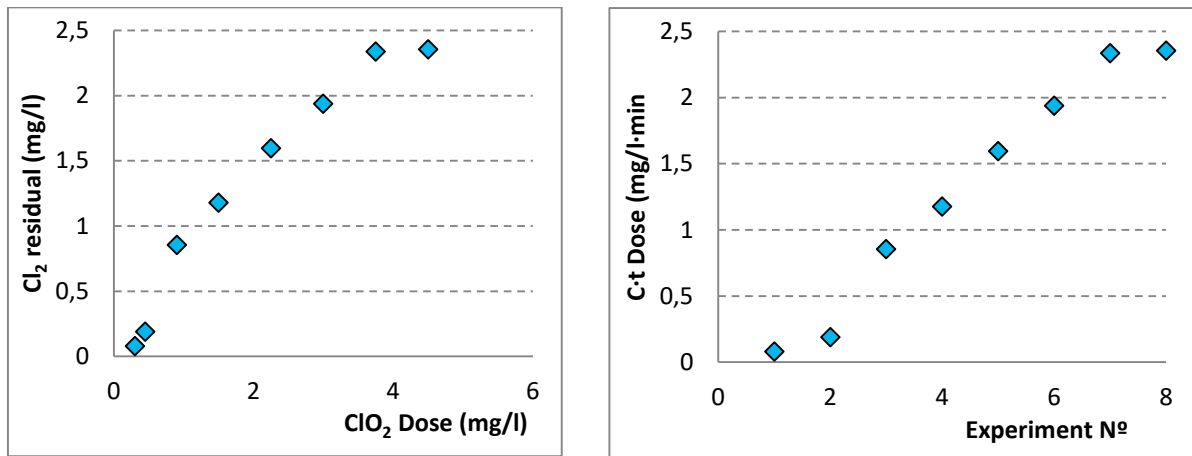 2,5
2
1,5
1
0,5
0
Cl₂ residual (mg/l)
0 2 4 6
ClO₂ Dose (mg/l)
2,5
2
1,5
1
0,5
0
C·t Dose (mg/l·min
0 2 4 6 8
Experiment Nº